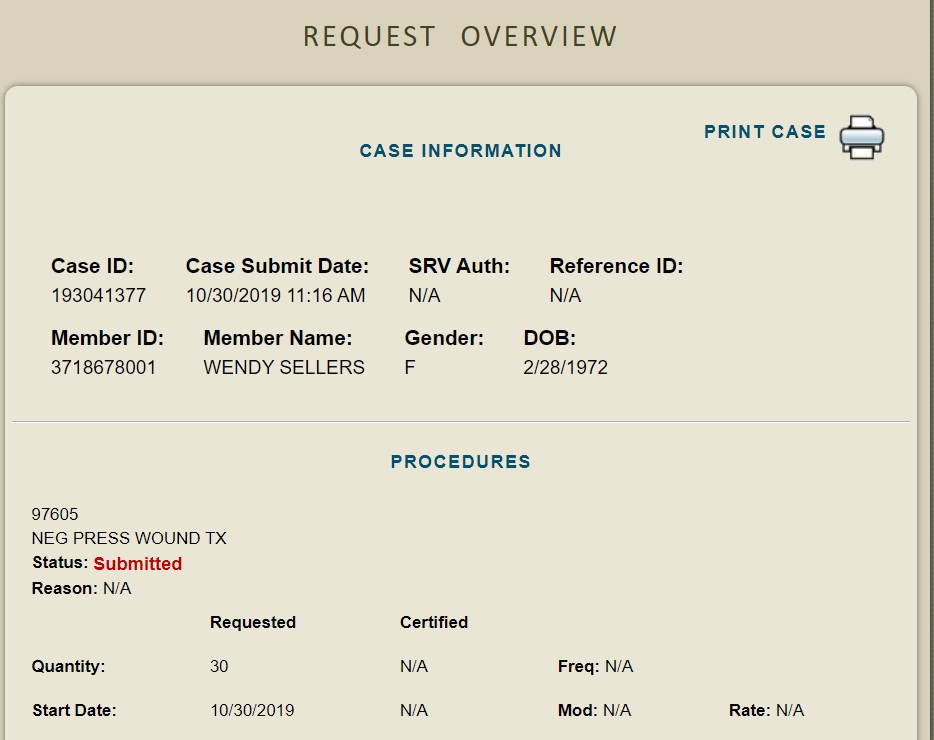 REQUEST OVERVIEW
PRINT CASE
CASE INFORMATION
Case ID: Case Submit Date: SRV Auth: Reference ID:
193041377 10/30/2019 11:16 AM N/A N/A
Member ID: Member Name: Gender: DOB:
3718678001 WENDY SELLERS F 2/28/1972
PROCEDURES
97605
NEG PRESS WOUND TX
Status: Submitted
Reason: N/A
Requested Certified
Quantity: 30 N/A Freq: N/A
Start Date: 10/30/2019 N/A Mod: N/A Rate: N/A